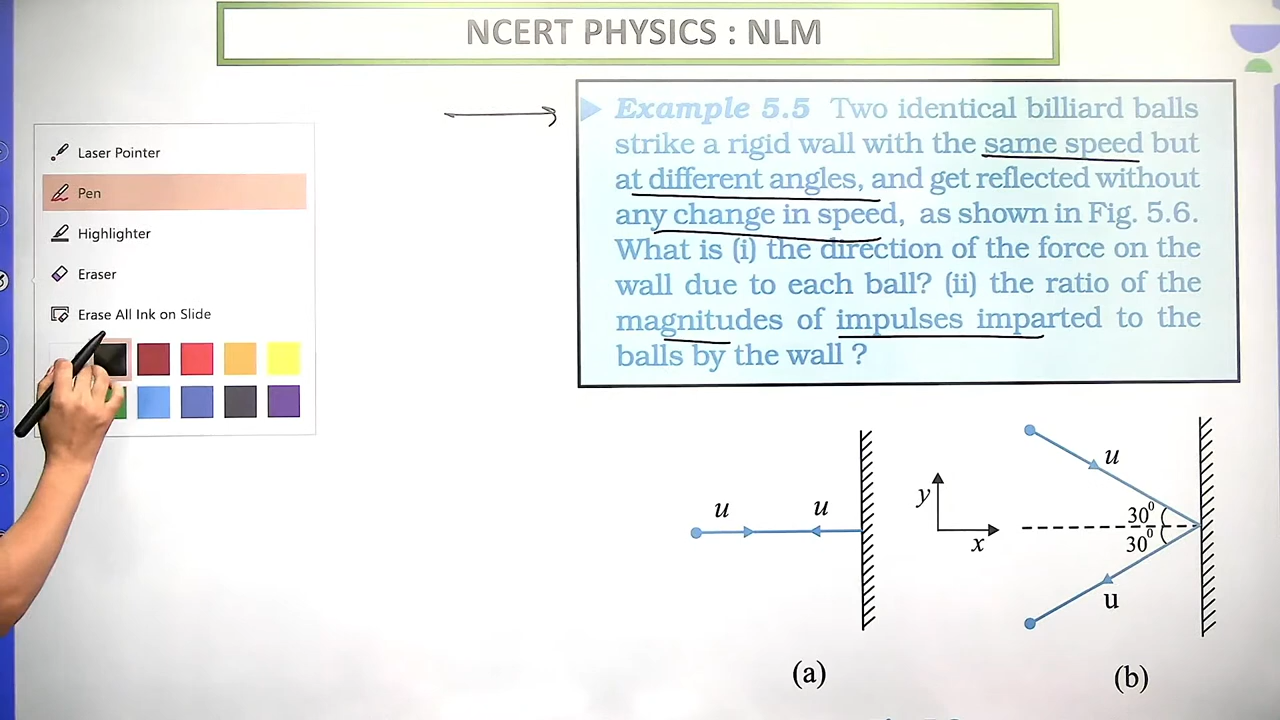 NCERT PHYSICS : NLM
Laser Pointer
Pen
Highlighter
Eraser
Erase All Ink on Slide
Example 5.5 Two identical billiard balls
strike a rigid wall with the same speed but
at different angles, and get reflected without
any change in speed, as shown in Fig. 5.6.
What is (i) the direction of the force on the
wall due to each ball? (ii) the ratio of the
magnitudes of impulses imparted to the
balls by the wall ?
u u
y
x
(a)
u
30⁰
30⁰
u
(b)